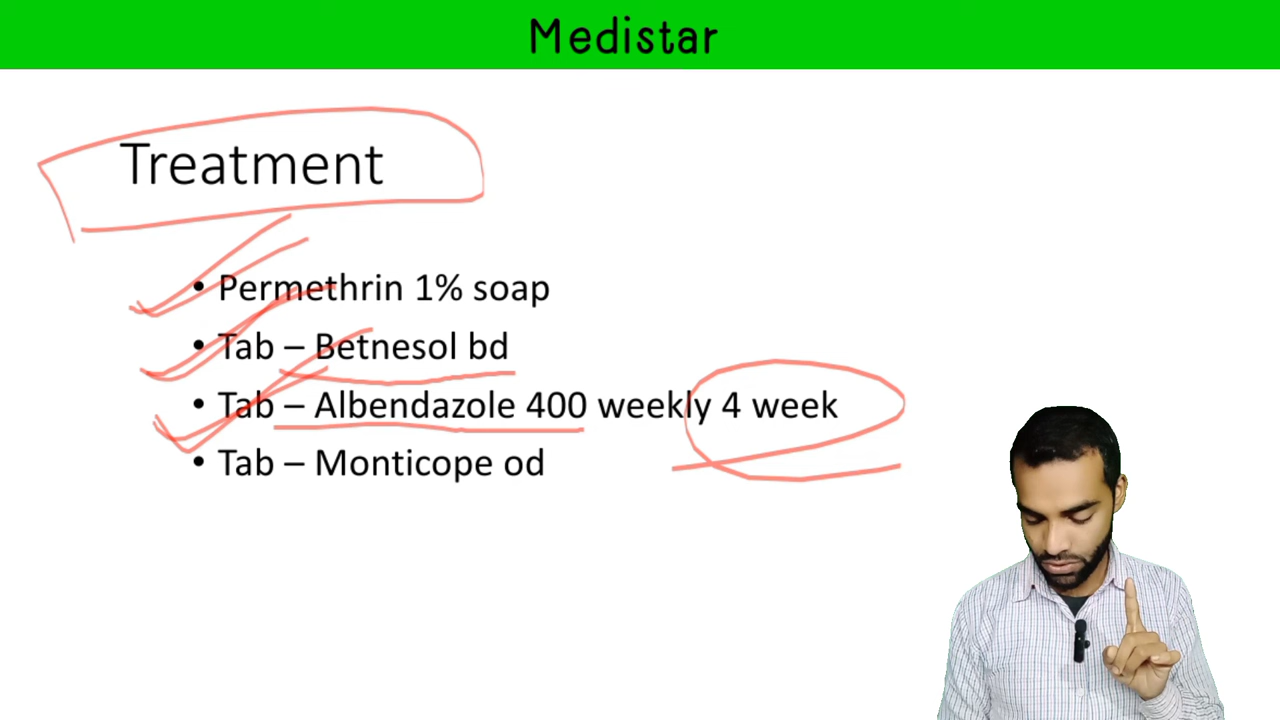 Medistar
Treatment
• Permethrin 1% soap
• Tab – Betnesol bd
• Tab – Albendazole 400 weekly 4 week
• Tab – Monticope od